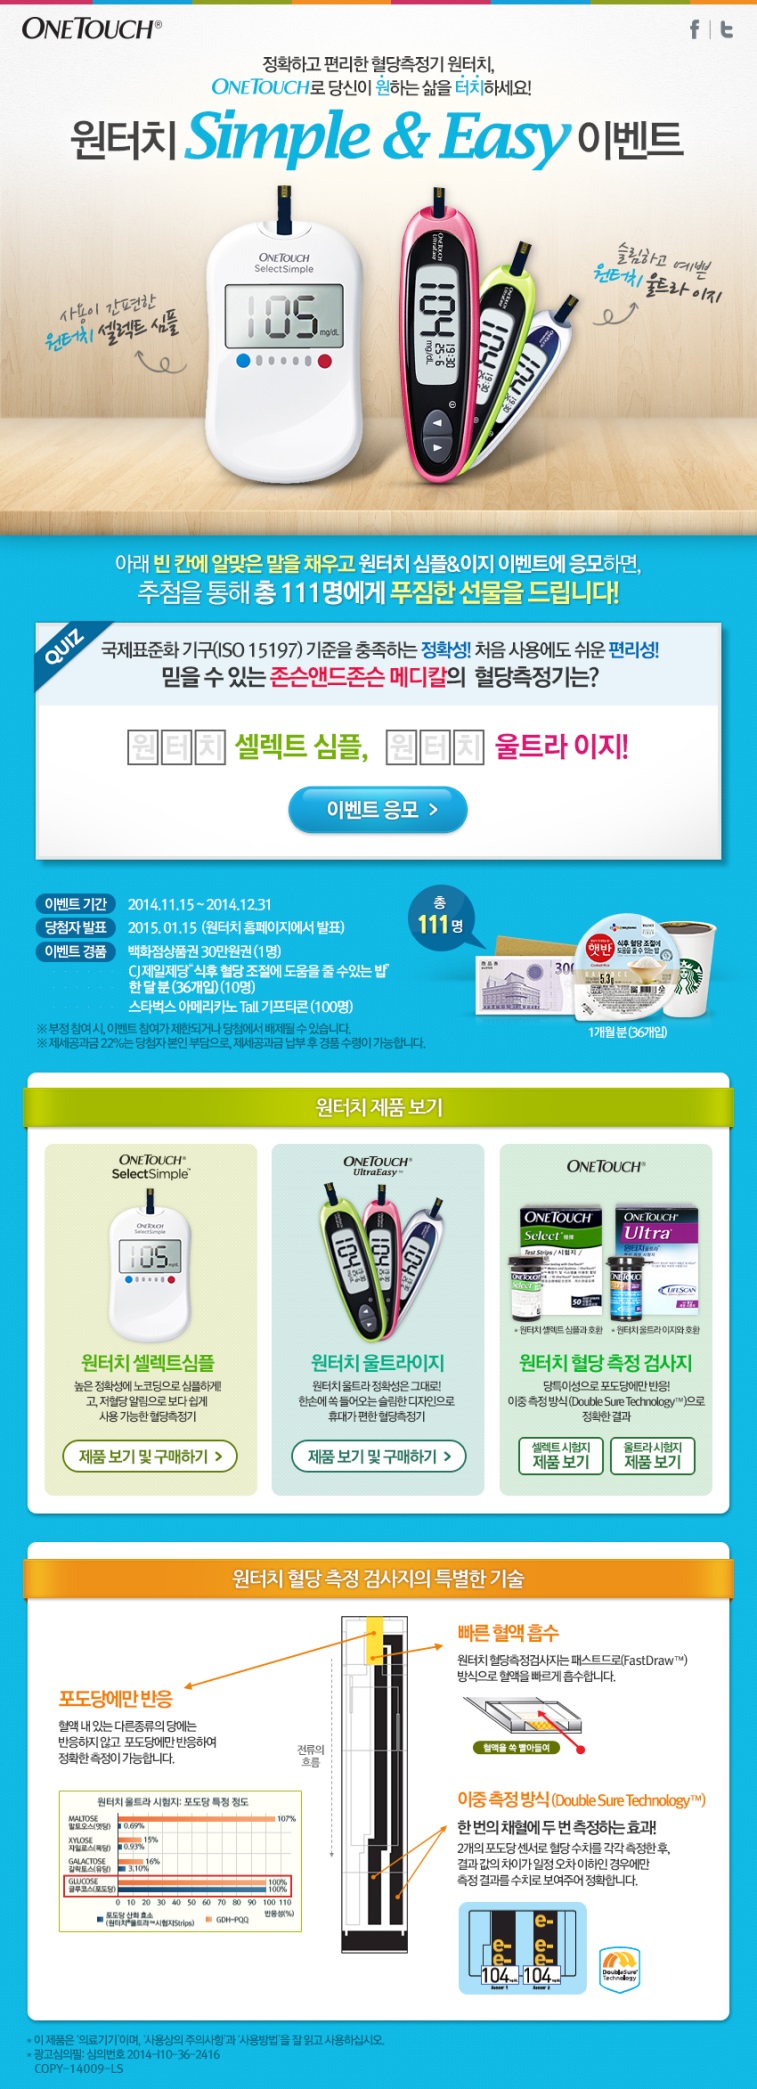 ONETOUCH®
f
t
정확하고 편리한 혈당측정기 원터치,
ONETOUCH로 당신이 원하는 삶을 터치하세요!
원터치 Simple & Easy 이벤트
ONETOUCH
SelectSimple
105
mg/dL
사용이 간편한
원터치 셀렉트 심플
슬림하고 예쁜
원터치 울트라 이지
아래 빈 칸에 알맞은 말을 채우고 원터치 심플&이지 이벤트에 응모하면,
추첨을 통해 총 111명에게 푸짐한 선물을 드립니다!
QUIZ
국제표준화 기구(ISO 15197) 기준을 충족하는 정확성! 처음 사용에도 쉬운 편리성!
믿을 수 있는 존슨앤드존슨 메디칼의 혈당측정기는?
원터치 셀렉트 심플, 원터치 울트라 이지!
이벤트 응모 >
이벤트 기간 2014.11.15 ~ 2014.12.31
당첨자 발표 2015. 01.15 (원터치 홈페이지에서 발표)
이벤트 경품 백화점상품권 30만원권 (1명)
CJ제일제당 "식후 혈당 조절에 도움을 줄 수있는 밥"
한 달 분 (36개입) (10명)
스타벅스 아메리카노 Tall 기프티콘 (100명)
※ 부정 참여 시, 이벤트 참여가 제한되거나 당첨에서 배제될 수 있습니다.
※ 제세공과금 22%는 당첨자 본인 부담으로, 제세공과금 납부 후 경품 수령이 가능합니다.
총
111명
햇반
식후 혈당 조절에
도움을 줄 수 있는 밥
1개월 분 (36개입)
원터치 제품 보기
ONETOUCH®
SelectSimple™
ONETOUCH
SelectSimple
105
원터치 셀렉트심플
높은 정확성에 노코딩으로 심플하게!
고, 저혈당 알림으로 보다 쉽게
사용 가능한 혈당측정기
제품 보기 및 구매하기 >
ONETOUCH®
UltraEasy™
104
원터치 울트라이지
원터치 울트라 정확성은 그대로!
한손에 쏙 들어오는 슬림한 디자인으로
휴대가 편한 혈당측정기
제품 보기 및 구매하기 >
ONETOUCH®
ONETOUCH
Select
Test Strips / 시험지 /
50
ONETOUCH
Ultra
원터치울트라
LIFESCAN
* 원터치 셀렉트 심플과 호환
* 원터치 울트라 이지와 호환
원터치 혈당 측정 검사지
당특이성으로 포도당에만 반응!
이중 측정 방식 (Double Sure Technology™)으로
정확한 결과
셀렉트 시험지
제품 보기
울트라 시험지
제품 보기
원터치 혈당 측정 검사지의 특별한 기술
포도당에만 반응
혈액 내 있는 다른종류의 당에는
반응하지 않고 포도당에만 반응하여
정확한 측정이 가능합니다.
전류의
흐름
빠른 혈액 흡수
원터치 혈당측정검사지는 패스트드로(FastDraw™)
방식으로 혈액을 빠르게 흡수합니다.
혈액을 쏙 빨아들여
이중 측정 방식 (Double Sure Technology™)
한 번의 채혈에 두 번 측정하는 효과!
2개의 포도당 센서로 혈당 수치를 각각 측정한 후,
결과 값의 차이가 일정 오차 이하인 경우에만
측정 결과를 수치로 보여주어 정확합니다.
원터치 울트라 시험지: 포도당 특정 정도
MALTOSE
말토오스(엿당)
107%
0.69%
XYLOSE
자일로스(목당)
15%
0.93%
GALACTOSE
갈락토스(유당)
16%
3.10%
GLUCOSE
글루코스(포도당)
100%
100%
0 10 20 30 40 50 60 70 80 90 100 110
반응성(%)
포도당 산화 효소
(원터치®울트라™시험지Strips)
GDH-PQQ
e-
e-
e-
e-
e-
e-
104
104
Sensor 1
Sensor 2
DoubleSure™
Technology
* 이 제품은 '의료기기'이며, '사용상의 주의사항'과 '사용방법'을 잘 읽고 사용하십시오.
* 광고심의필: 심의번호 2014-I10-36-2416
COPY-14009-LS